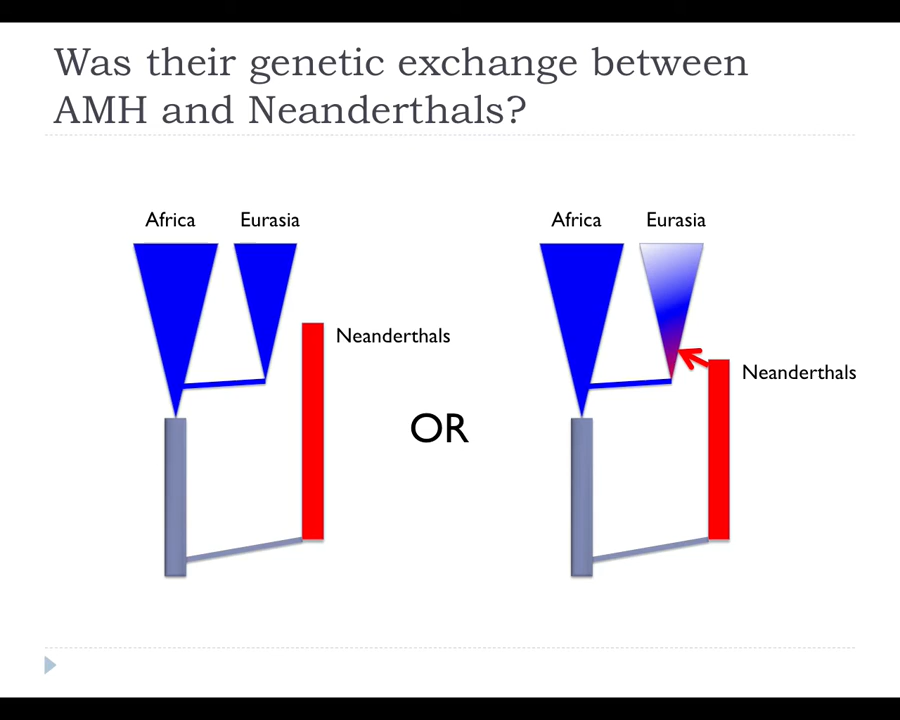 Was their genetic exchange between
AMH and Neanderthals?
Africa
Eurasia
Neanderthals
OR
Africa
Eurasia
Neanderthals